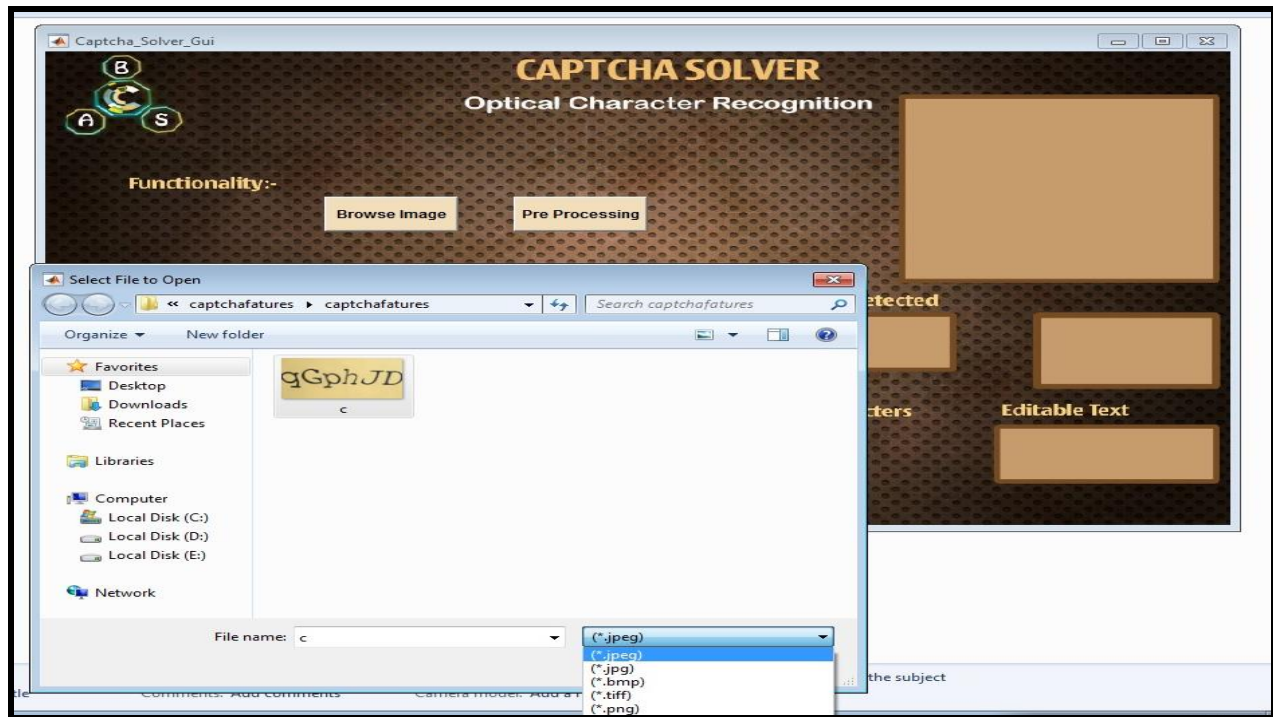 Captcha_Solver_Gui
B
C
A S
CAPTCHA SOLVER
Optical Character Recognition
Functionality:-
Browse Image Pre Processing
etected
cters Editable Text
Select File to Open
« captchafatures ▸ captchafatures
Search captchafatures
Organize New folder
Favorites
Desktop
Downloads
Recent Places
Libraries
Computer
Local Disk (C:)
Local Disk (D:)
Local Disk (E:)
Network
qGphJD
c
File name: c
(*.jpeg)
(*.jpeg)
(*.jpg)
(*.bmp)
(*.tiff)
(*.png)
tle Comments: Add comments Camera model: Add a the subject